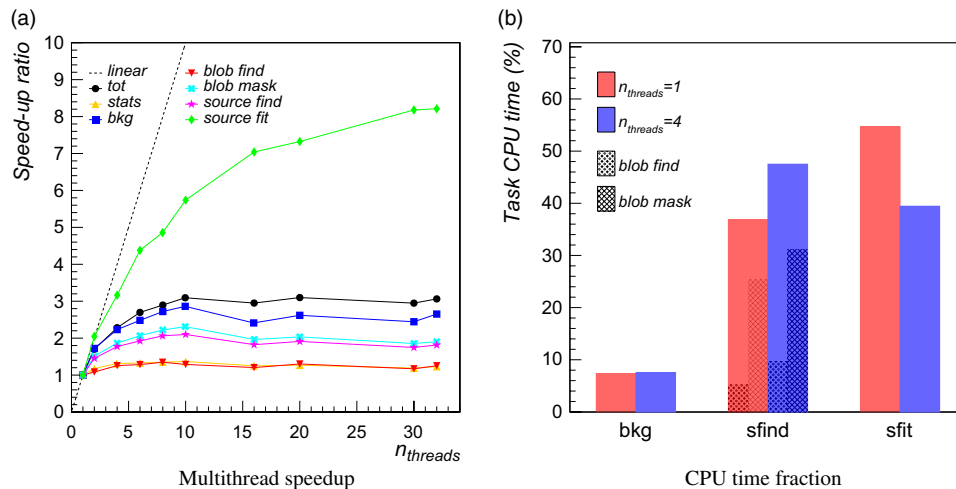 (a)
Speed-up ratio
10
9
8
7
6
5
4
3
2
1
0
linear
tot
stats
bkg
blob find
blob mask
source find
source fit
0 5 10 15 20 25 30
n_threads
Multithread speedup
(b)
Task CPU time (%)
70
60
50
40
30
20
10
0
n_threads=1
n_threads=4
blob find
blob mask
bkg sfind sfit
CPU time fraction